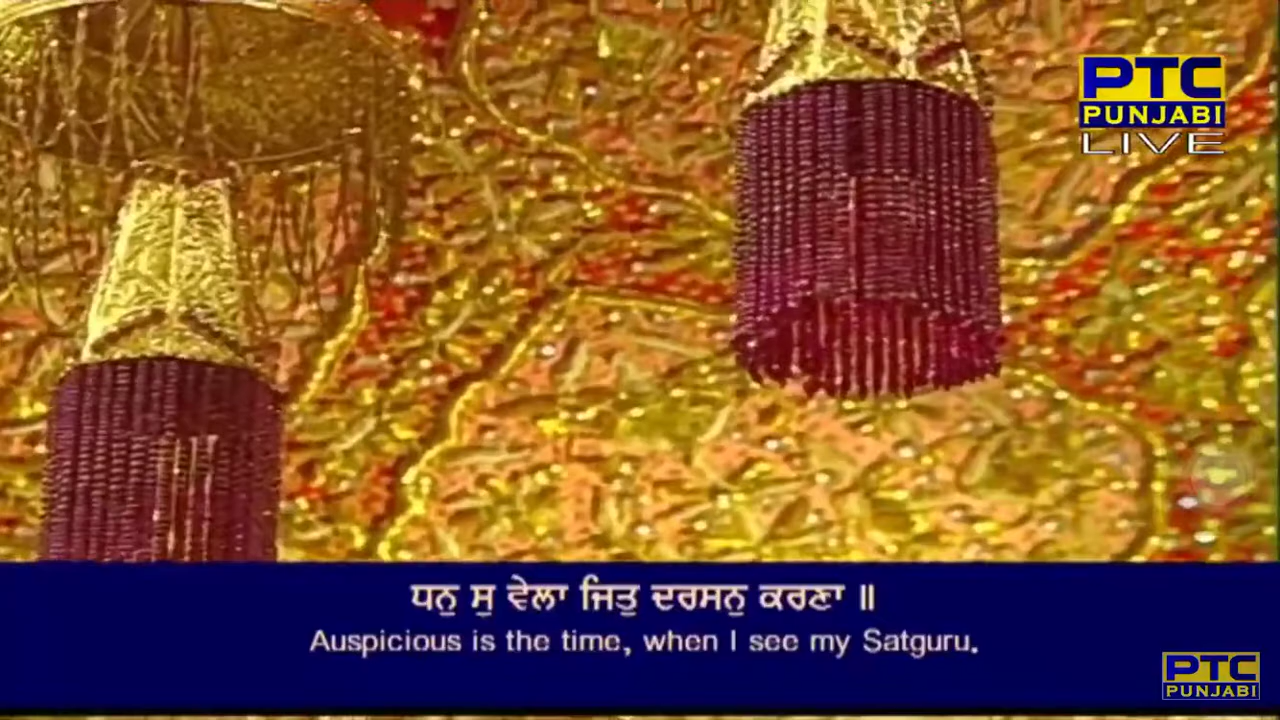 PTC
PUNJABI
LIVE
ਧਨੁ ਸੁ ਵੇਲਾ ਜਿਤੁ ਦਰਸਨੁ ਕਰਣਾ ॥
Auspicious is the time, when I see my Satguru.
PTC
PUNJABI